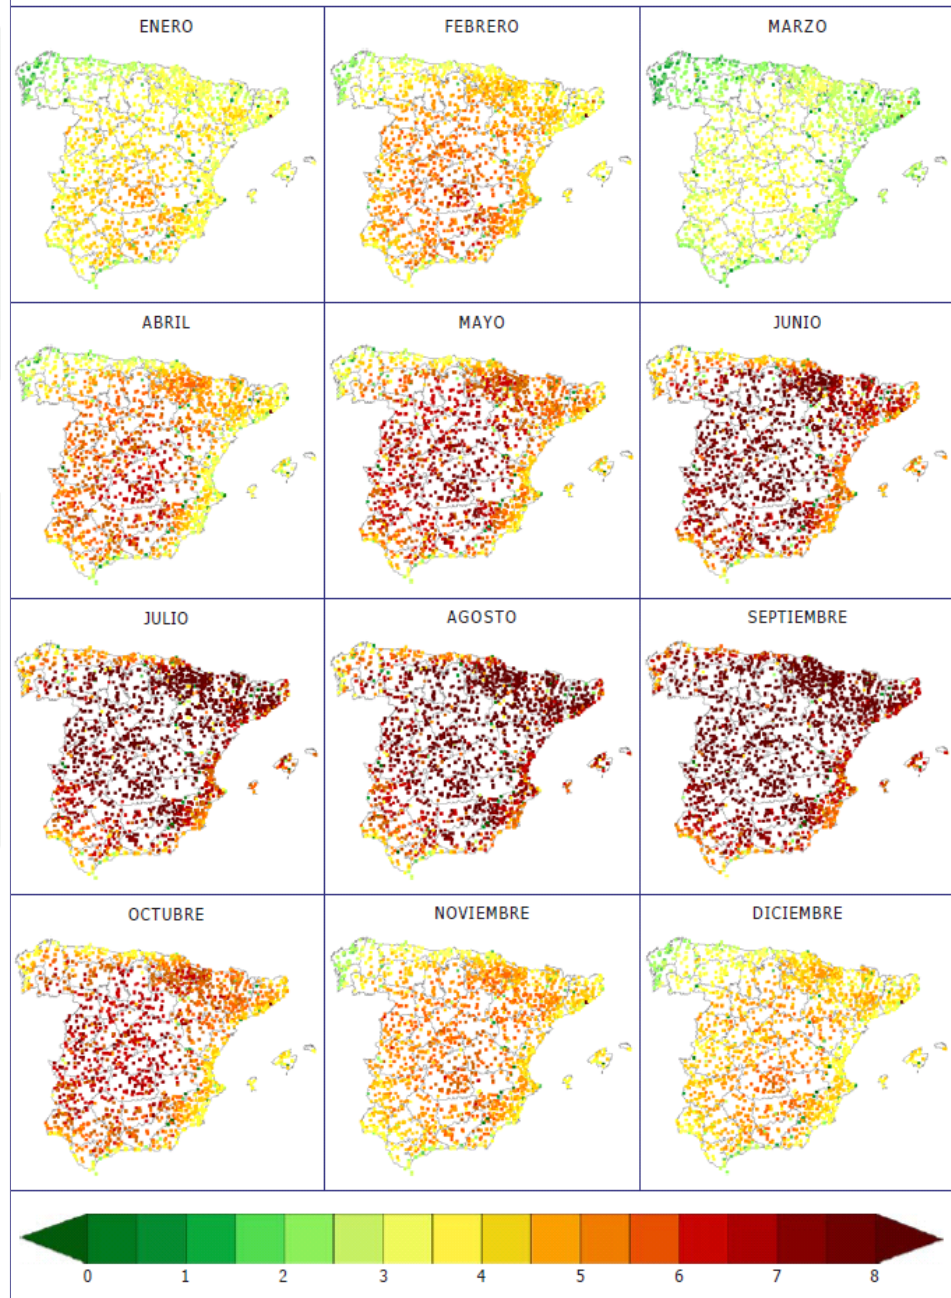 ENERO FEBRERO MARZO
ABRIL MAYO JUNIO
JULIO AGOSTO SEPTIEMBRE
OCTUBRE NOVIEMBRE DICIEMBRE
0 1 2 3 4 5 6 7 8